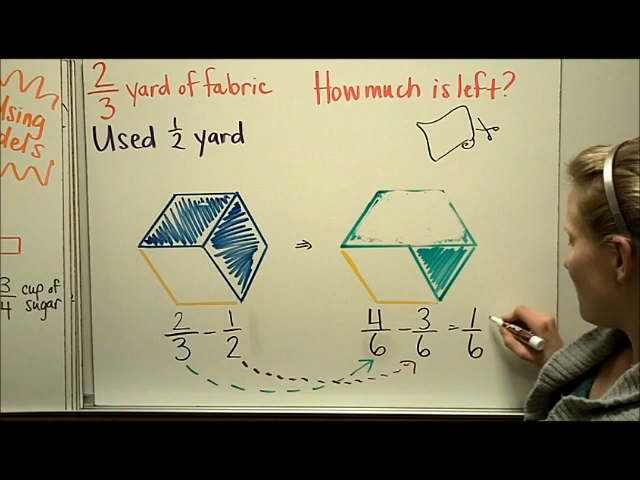 2/3 yard of fabric
Used 1/2 yard
How much is left?
Using
dels
3/4 cup of
sugar
2/3 - 1/2
⇒
4/6 - 3/6 = 1/6